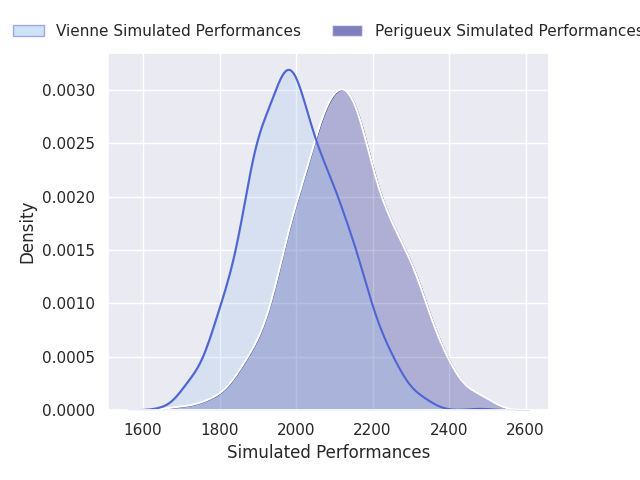 Vienne Simulated Performances
Perigueux Simulated Performances
0.0030
0.0025
0.0020
0.0015
0.0010
0.0005
0.0000
Density
1600 1800 2000 2200 2400 2600
Simulated Performances